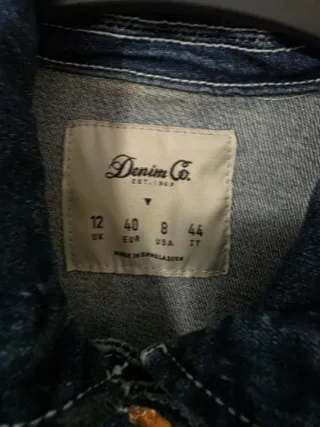 Denim Co.
EST. 1969
12 40 8 44
UK EUR USA IT
MADE IN BANGLADESH